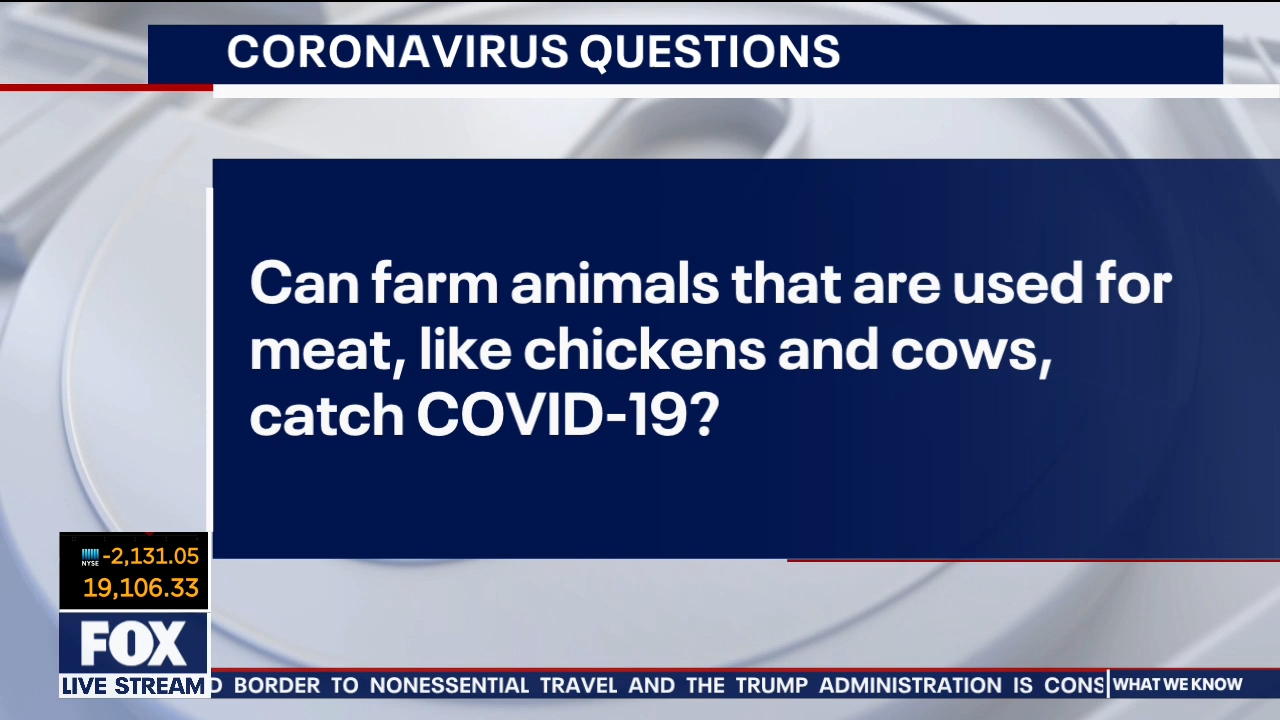 CORONAVIRUS QUESTIONS
Can farm animals that are used for
meat, like chickens and cows,
catch COVID-19?
NYSE -2,131.05
19,106.33
FOX
LIVE STREAM
D BORDER TO NONESSENTIAL TRAVEL AND THE TRUMP ADMINISTRATION IS CONS
WHAT WE KNOW